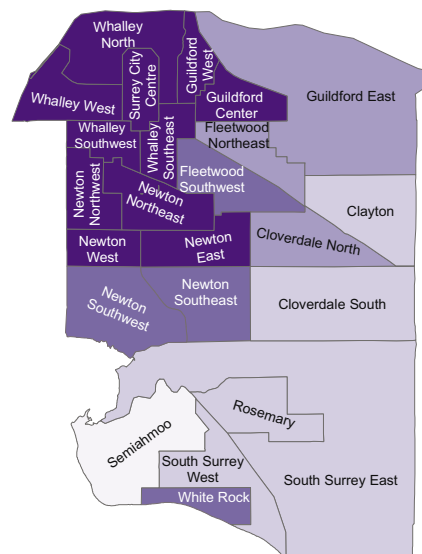 Whalley
North
Surrey City
Centre
Guildford
West
Whalley West
Guildford
Center
Guildford East
Whalley
Southwest
Whalley
Southeast
Fleetwood
Northeast
Fleetwood
Southwest
Newton
Northwest
Newton
Northeast
Clayton
Newton
West
Newton
East
Cloverdale North
Newton
Southwest
Newton
Southeast
Cloverdale South
Semiahmoo
Rosemary
South Surrey
West
South Surrey East
White Rock